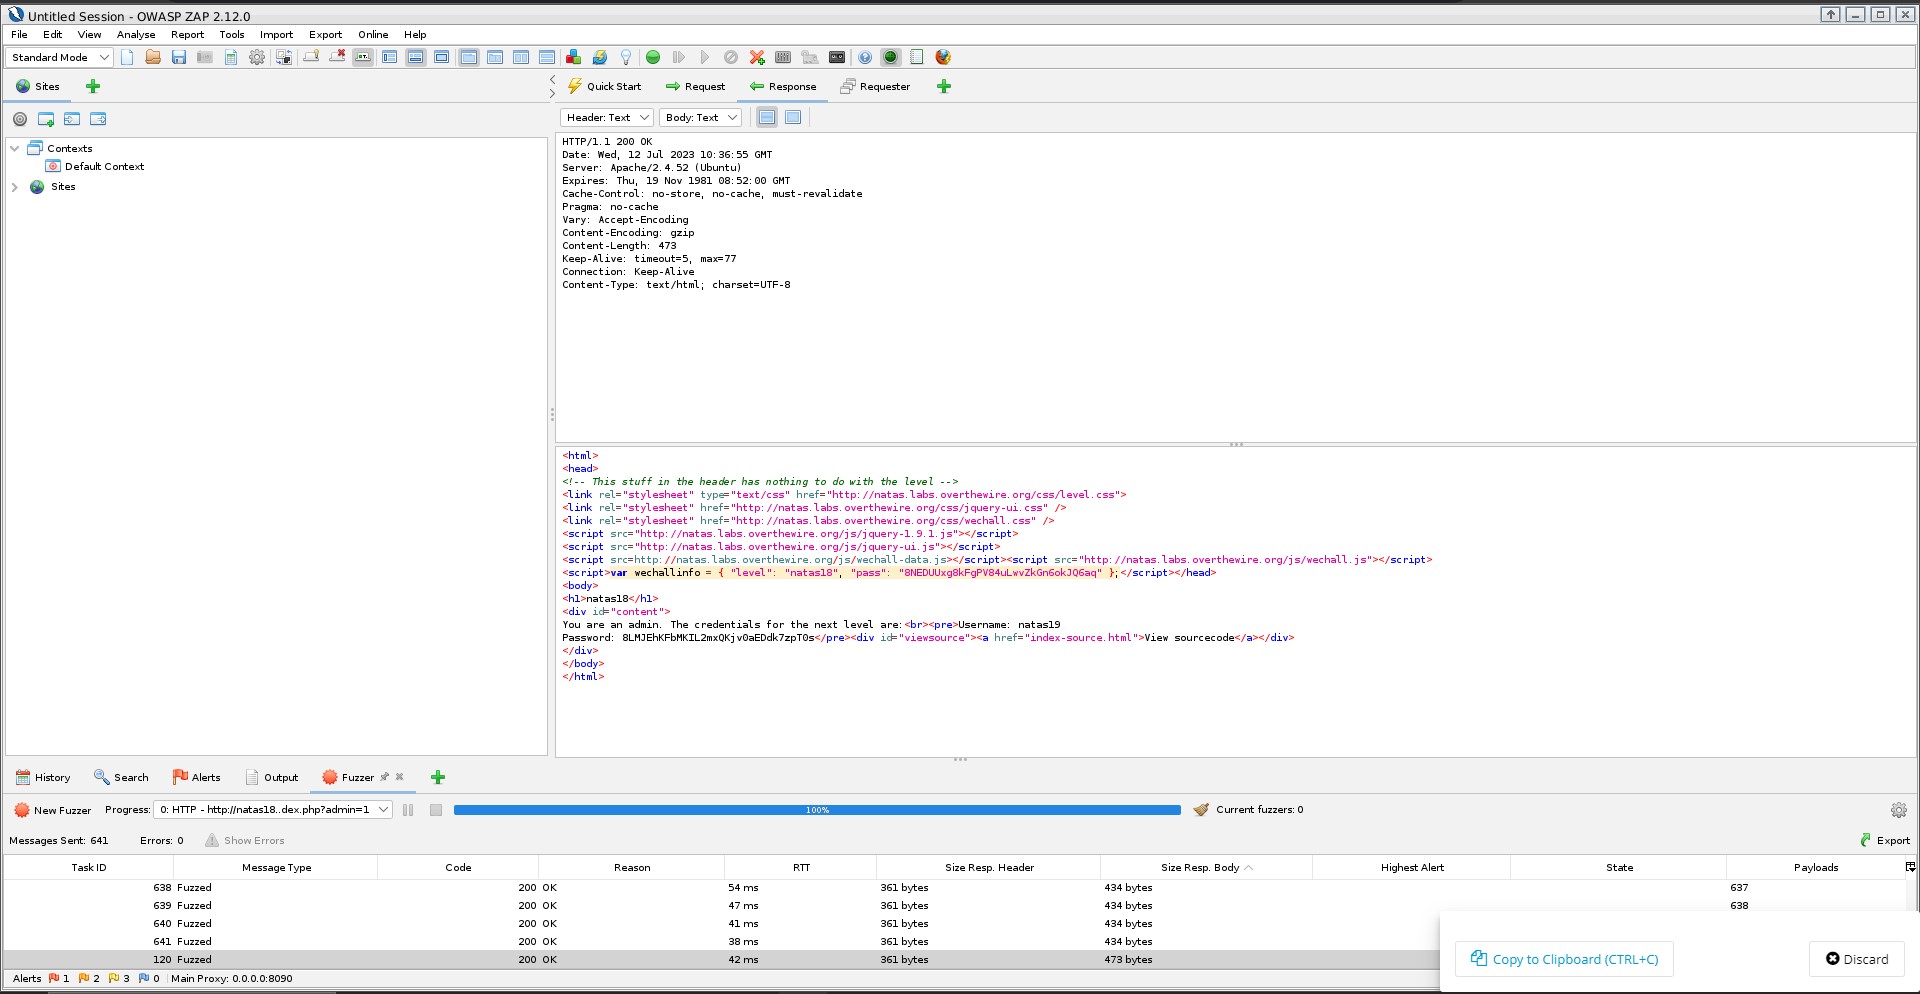 Untitled Session - OWASP ZAP 2.12.0
File Edit View Analyse Report Tools Import Export Online Help
Standard Mode
Sites
Quick Start Request Response Requester
Header: Text Body: Text
Contexts
Default Context
Sites
HTTP/1.1 200 OK
Date: Wed, 12 Jul 2023 10:36:55 GMT
Server: Apache/2.4.52 (Ubuntu)
Expires: Thu, 19 Nov 1981 08:52:00 GMT
Cache-Control: no-store, no-cache, must-revalidate
Pragma: no-cache
Vary: Accept-Encoding
Content-Encoding: gzip
Content-Length: 473
Keep-Alive: timeout=5, max=77
Connection: Keep-Alive
Content-Type: text/html; charset=UTF-8
<html>
<head>
<!-- This stuff in the header has nothing to do with the level -->
<link rel="stylesheet" type="text/css" href="http://natas.labs.overthewire.org/css/level.css">
<link rel="stylesheet" href="http://natas.labs.overthewire.org/css/jquery-ui.css" />
<link rel="stylesheet" href="http://natas.labs.overthewire.org/css/wechall.css" />
<script src="http://natas.labs.overthewire.org/js/jquery-1.9.1.js"></script>
<script src="http://natas.labs.overthewire.org/js/jquery-ui.js"></script>
<script src=http://natas.labs.overthewire.org/js/wechall-data.js></script><script src="http://natas.labs.overthewire.org/js/wechall.js"></script>
<script>var wechallinfo = { "level": "natas18", "pass": "8NEDUUxg8kFgPV84uLwvZkGn6okJQ6aq" };</script></head>
<body>
<h1>natas18</h1>
<div id="content">
You are an admin. The credentials for the next level are:<br><pre>Username: natas19
Password: 8LMJEhKFbMKIL2mxQKjv0aEDdk7zpT0s</pre><div id="viewsource"><a href="index-source.html">View sourcecode</a></div>
</div>
</body>
</html>
History Search Alerts Output Fuzzer
New Fuzzer Progress: 0: HTTP - http://natas18..dex.php?admin=1 100% Current fuzzers: 0
Messages Sent: 641 Errors: 0 Show Errors Export
Task ID Message Type Code Reason RTT Size Resp. Header Size Resp. Body Highest Alert State Payloads
638 Fuzzed 200 OK 54 ms 361 bytes 434 bytes 637
639 Fuzzed 200 OK 47 ms 361 bytes 434 bytes 638
640 Fuzzed 200 OK 41 ms 361 bytes 434 bytes
641 Fuzzed 200 OK 38 ms 361 bytes 434 bytes
120 Fuzzed 200 OK 42 ms 361 bytes 473 bytes
Copy to Clipboard (CTRL+C) Discard
Alerts 1 2 3 0 Main Proxy: 0.0.0.0:8090